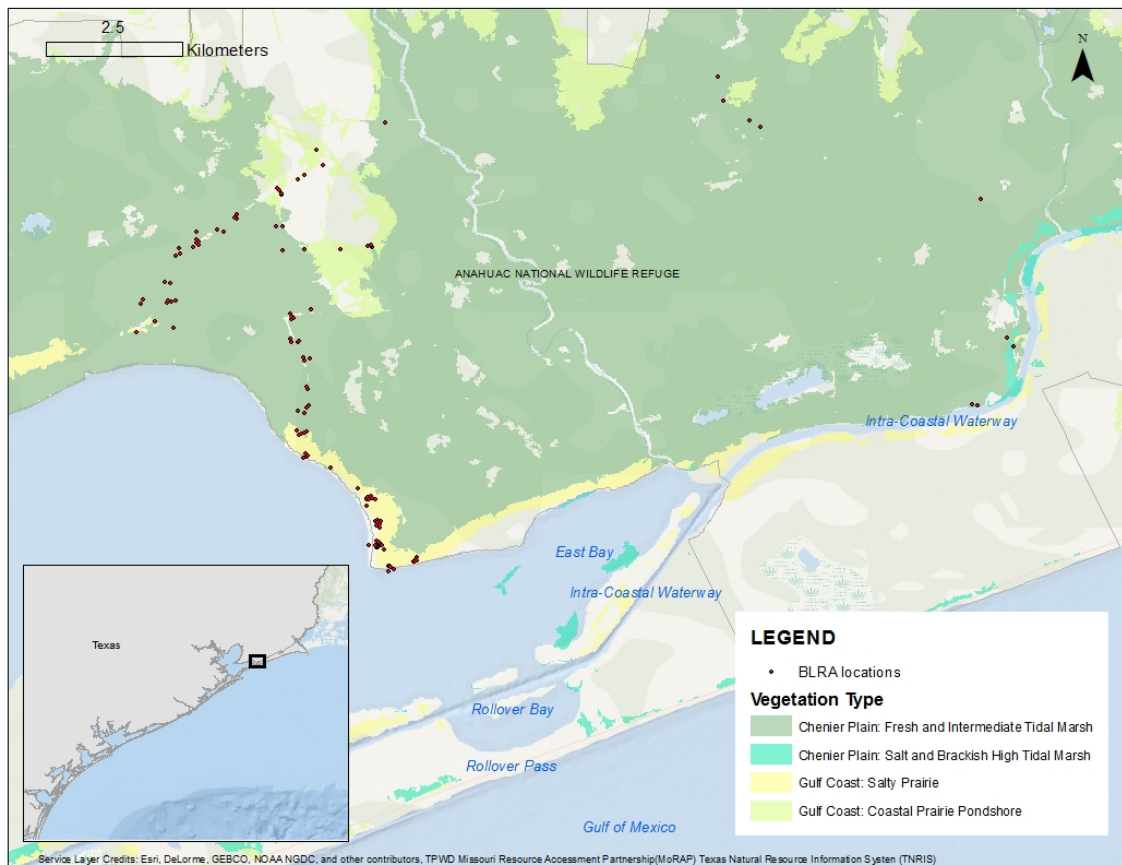 2.5
Kilometers
N
ANAHUAC NATIONAL WILDLIFE REFUGE
Intra-Coastal Waterway
East Bay
Intra-Coastal Waterway
Rollover Bay
Rollover Pass
Gulf of Mexico
Texas
LEGEND
BLRA locations
Vegetation Type
Chenier Plain: Fresh and Intermediate Tidal Marsh
Chenier Plain: Salt and Brackish High Tidal Marsh
Gulf Coast: Salty Prairie
Gulf Coast: Coastal Prairie Pondshore
Service Layer Credits: Esri, DeLorme, GEBCO, NOAA NGDC, and other contributors, TPWD Missouri Resource Accessment Partnership(MoRAP) Texas Natural Resource Information Systen (TNRIS)